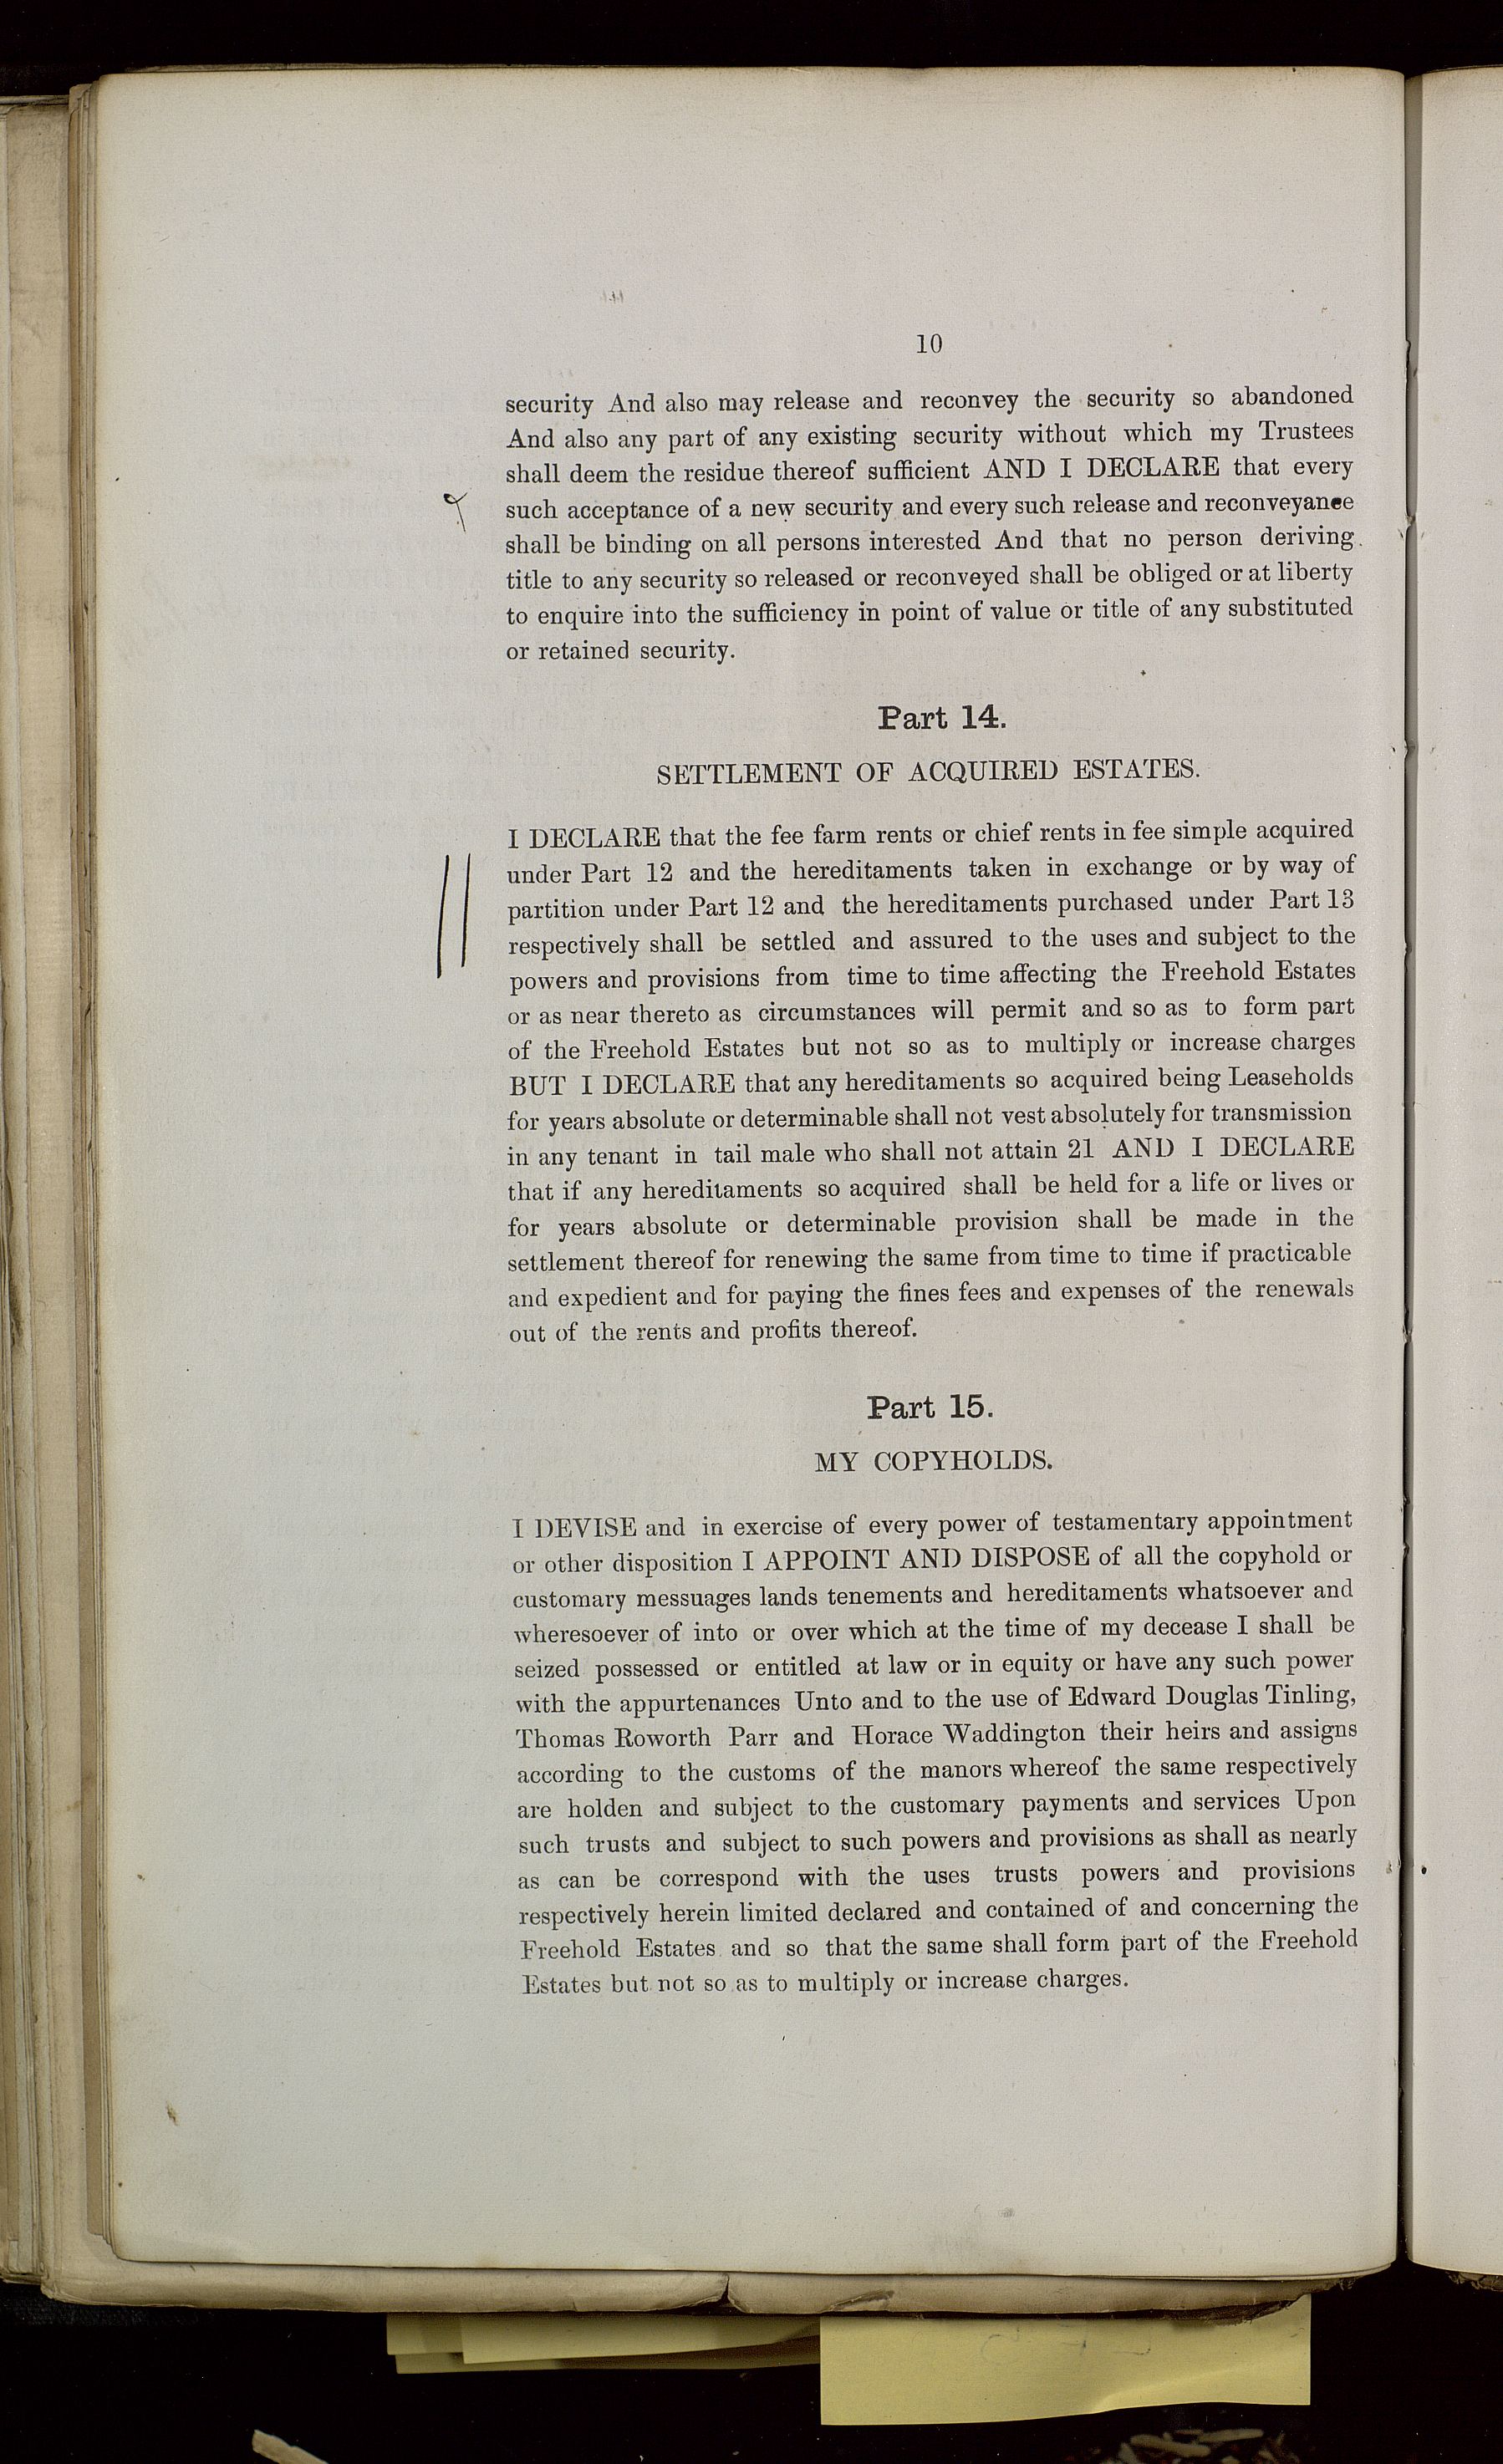 10
security And also may release and reconvey the security so abandoned
And also any part of any existing security without which my Trustees
shall deem the residue thereof sufficient AND I DECLARE that every
such acceptance of a new security and every such release and reconveyance
shall be binding on all persons interested And that no person deriving
title to any security so released or reconveyed shall be obliged or at liberty
to enquire into the sufficiency in point of value or title of any substituted
or retained security.
Part 14.
SETTLEMENT OF ACQUIRED ESTATES.
I DECLARE that the fee farm rents or chief rents in fee simple acquired
under Part 12 and the hereditaments taken in exchange or by way of
partition under Part 12 and the hereditaments purchased under Part 13
respectively shall be settled and assured to the uses and subject to the
powers and provisions from time to time affecting the Freehold Estates
or as near thereto as circumstances will permit and so as to form part
of the Freehold Estates but not so as to multiply or increase charges
BUT I DECLARE that any hereditaments so acquired being Leaseholds
for years absolute or determinable shall not vest absolutely for transmission
in any tenant in tail male who shall not attain 21 AND I DECLARE
that if any hereditaments so acquired shall be held for a life or lives or
for years absolute or determinable provision shall be made in the
settlement thereof for renewing the same from time to time if practicable
and expedient and for paying the fines fees and expenses of the renewals
out of the rents and profits thereof.
Part 15.
MY COPYHOLDS.
I DEVISE and in exercise of every power of testamentary appointment
or other disposition I APPOINT AND DISPOSE of all the copyhold or
customary messuages lands tenements and hereditaments whatsoever and
wheresoever of into or over which at the time of my decease I shall be
seized possessed or entitled at law or in equity or have any such power
with the appurtenances Unto and to the use of Edward Douglas Tinling,
Thomas Roworth Parr and Horace Waddington their heirs and assigns
according to the customs of the manors whereof the same respectively
are holden and subject to the customary payments and services Upon
such trusts and subject to such powers and provisions as shall as nearly
as can be correspond with the uses trusts powers and provisions
respectively herein limited declared and contained of and concerning the
Freehold Estates and so that the same shall form part of the Freehold
Estates but not so as to multiply or increase charges.